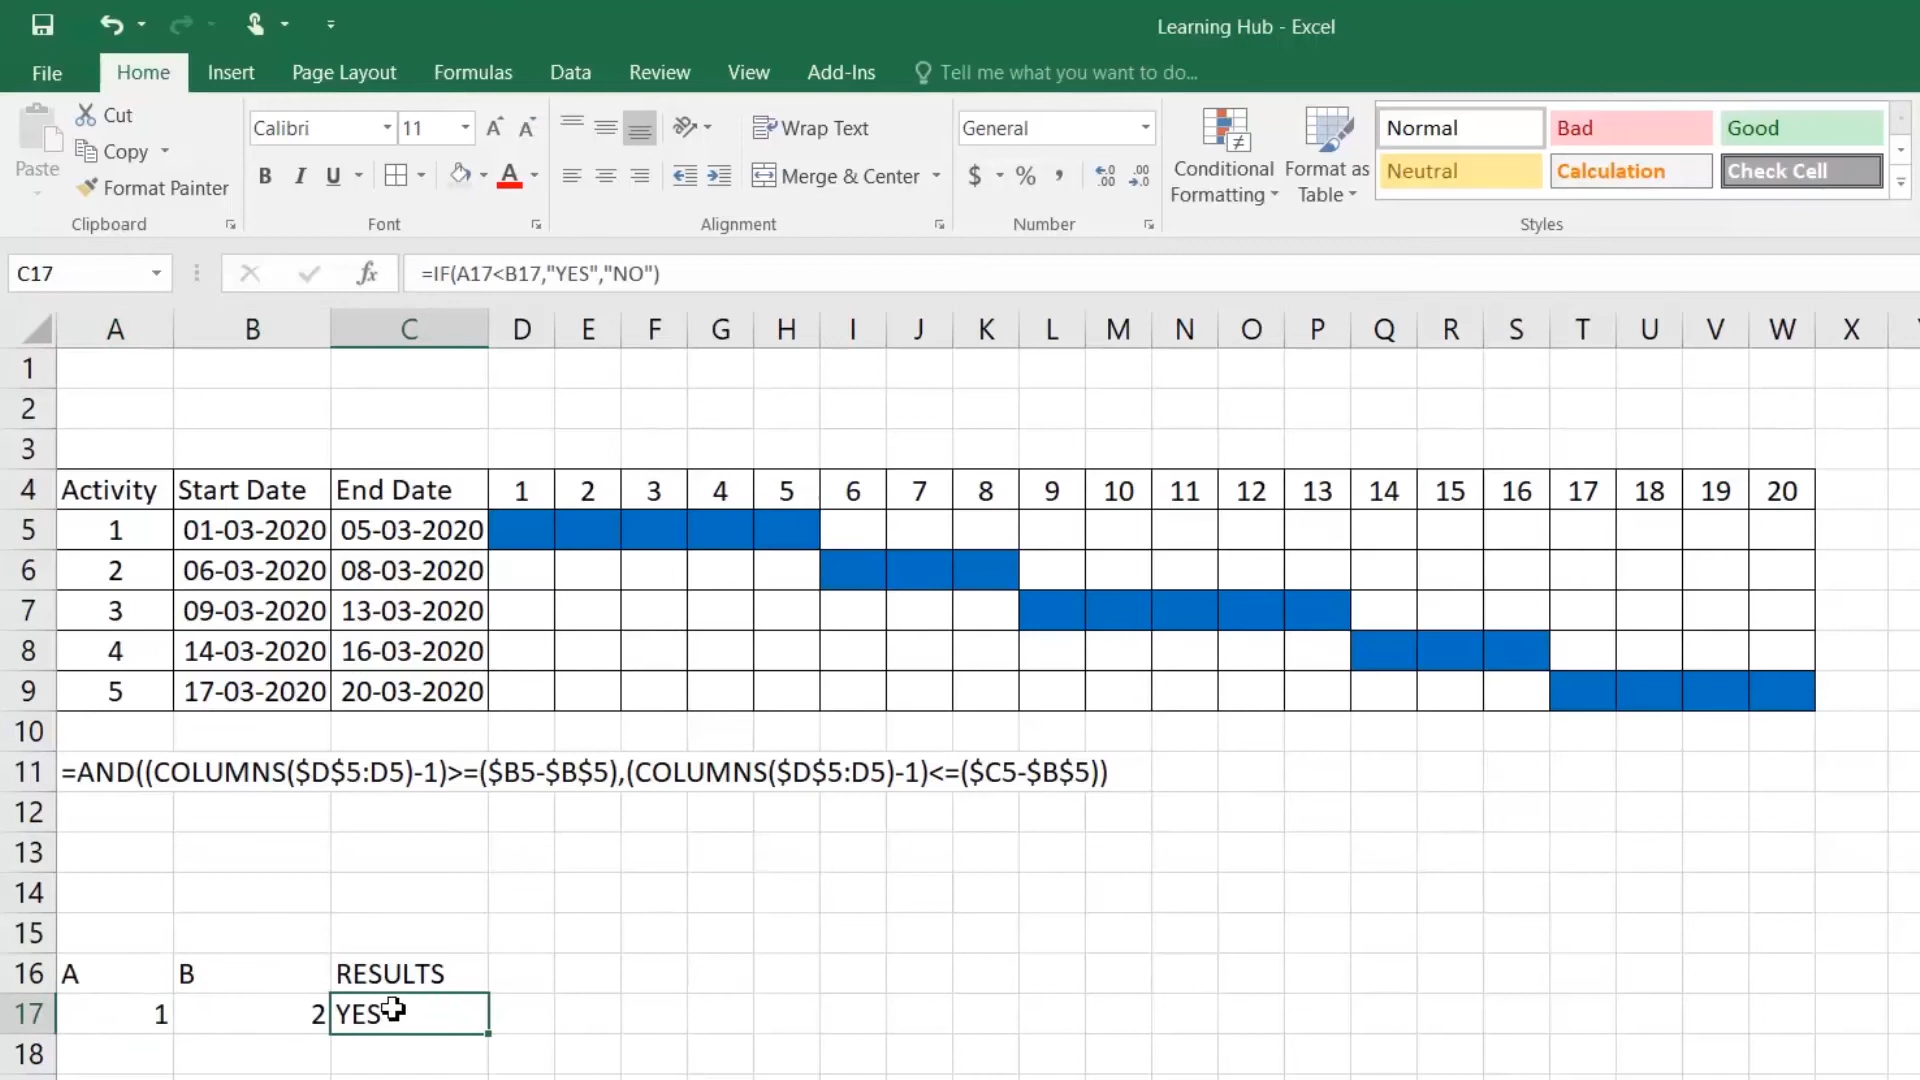 Learning Hub - Excel
File Home Insert Page Layout Formulas Data Review View Add-Ins Tell me what you want to do...
Paste
Cut
Copy
Format Painter
Clipboard
Calibri 11
B I U A
Font
Wrap Text
Merge & Center
Alignment
General
$ % ,
Number
Conditional Formatting
Format as Table
Normal Bad Good
Neutral Calculation Check Cell
Styles
C17 fx =IF(A17<B17,"YES","NO")
A B C D E F G H I J K L M N O P Q R S T U V W X
1
2
3
4 Activity Start Date End Date 1 2 3 4 5 6 7 8 9 10 11 12 13 14 15 16 17 18 19 20
5 1 01-03-2020 05-03-2020
6 2 06-03-2020 08-03-2020
7 3 09-03-2020 13-03-2020
8 4 14-03-2020 16-03-2020
9 5 17-03-2020 20-03-2020
10
11 =AND((COLUMNS($D$5:D5)-1)>=($B5-$B$5),(COLUMNS($D$5:D5)-1)<=($C5-$B$5))
12
13
14
15
16 A B RESULTS
17 1 2 YES
18